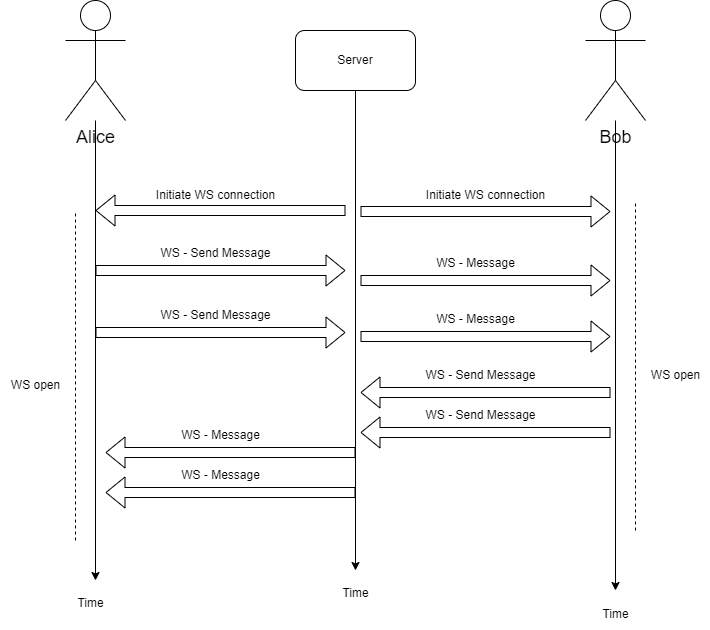 Server
Alice
Bob
Initiate WS connection
Initiate WS connection
WS - Send Message
WS - Message
WS - Send Message
WS - Message
WS open
WS open
WS - Send Message
WS - Send Message
WS - Message
WS - Message
Time
Time
Time